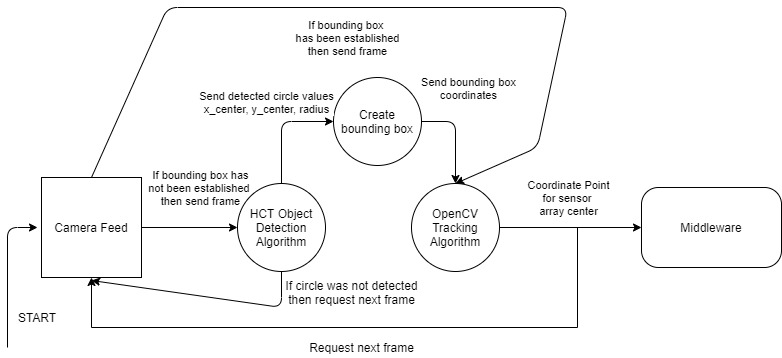 If bounding box
has been established
then send frame
Send detected circle values
x_center, y_center, radius
Create
bounding box
Send bounding box
coordinates
If bounding box has
not been established
then send frame
Camera Feed
HCT Object
Detection
Algorithm
OpenCV
Tracking
Algorithm
Coordinate Point
for sensor
array center
Middleware
If circle was not detected
then request next frame
START
Request next frame